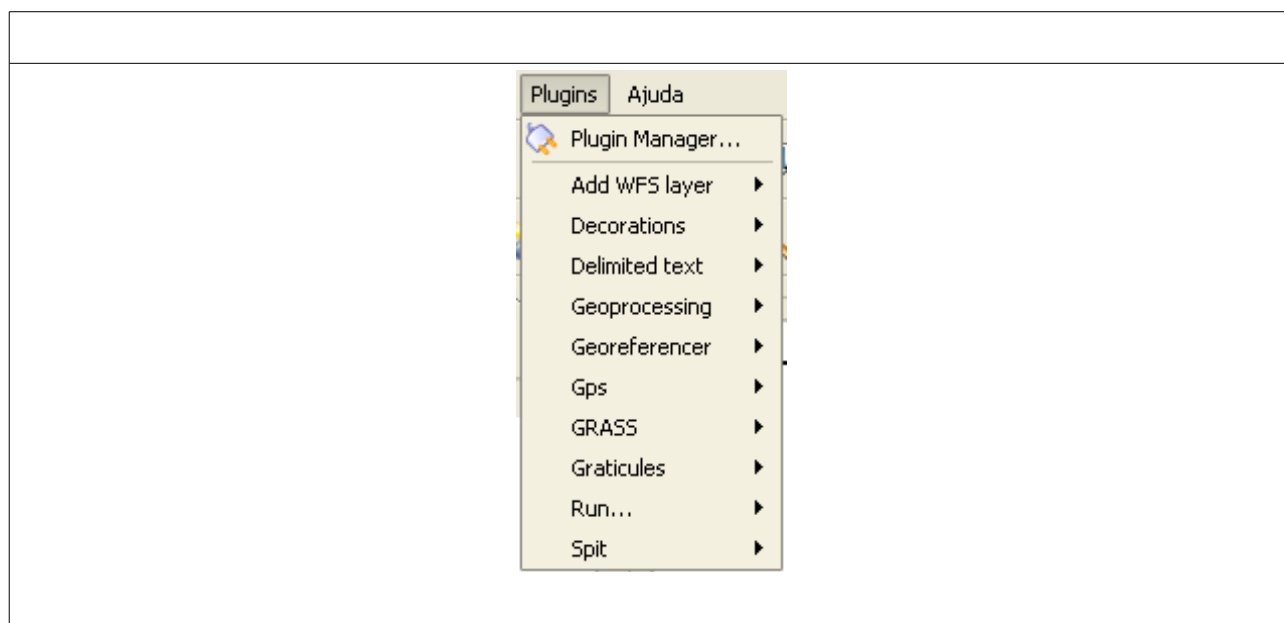 Plugins Ajuda
Plugin Manager...
Add WFS layer
Decorations
Delimited text
Geoprocessing
Georeferencer
Gps
GRASS
Graticules
Run...
Spit